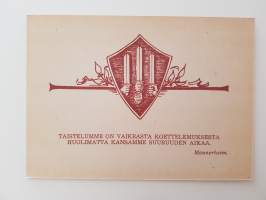 TAISTELUMME ON VAIKEASTA KOETTELEMUKSESTA
HUOLIMATTA KANSAMME SUURUUDEN AIKAA.
Mannerheim.